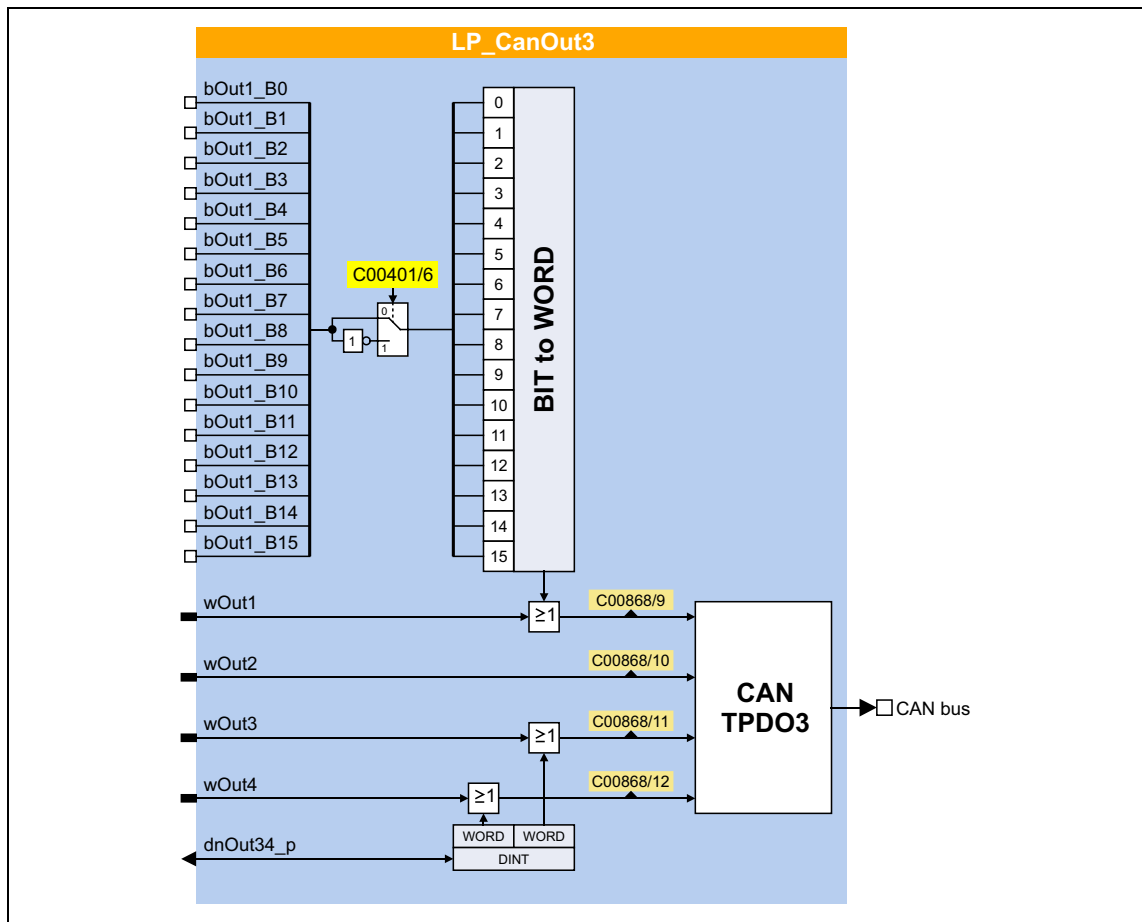 LP_CanOut3
bOut1_B0
bOut1_B1
bOut1_B2
bOut1_B3
bOut1_B4
bOut1_B5
bOut1_B6
bOut1_B7
bOut1_B8
bOut1_B9
bOut1_B10
bOut1_B11
bOut1_B12
bOut1_B13
bOut1_B14
bOut1_B15
C00401/6
0
1
1
0
1
2
3
4
5
6
7
8
9
10
11
12
13
14
15
BIT to WORD
wOut1
≥1
C00868/9
wOut2
C00868/10
wOut3
≥1
C00868/11
wOut4
≥1
C00868/12
dnOut34_p
WORD WORD
DINT
CAN
TPDO3
CAN bus